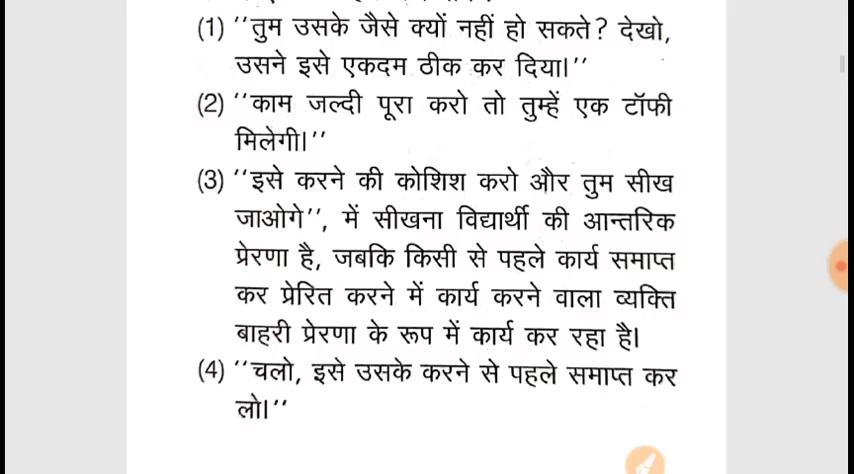 (1) ‘‘तुम उसके जैसे क्यों नहीं हो सकते? देखो,
उसने इसे एकदम ठीक कर दिया।’’
(2) ‘‘काम जल्दी पूरा करो तो तुम्हें एक टॉफी
मिलेगी।’’
(3) ‘‘इसे करने की कोशिश करो और तुम सीख
जाओगे’’, में सीखना विद्यार्थी की आन्तरिक
प्रेरणा है, जबकि किसी से पहले कार्य समाप्त
कर प्रेरित करने में कार्य करने वाला व्यक्ति
बाहरी प्रेरणा के रूप में कार्य कर रहा है।
(4) ‘‘चलो, इसे उसके करने से पहले समाप्त कर
लो।’’